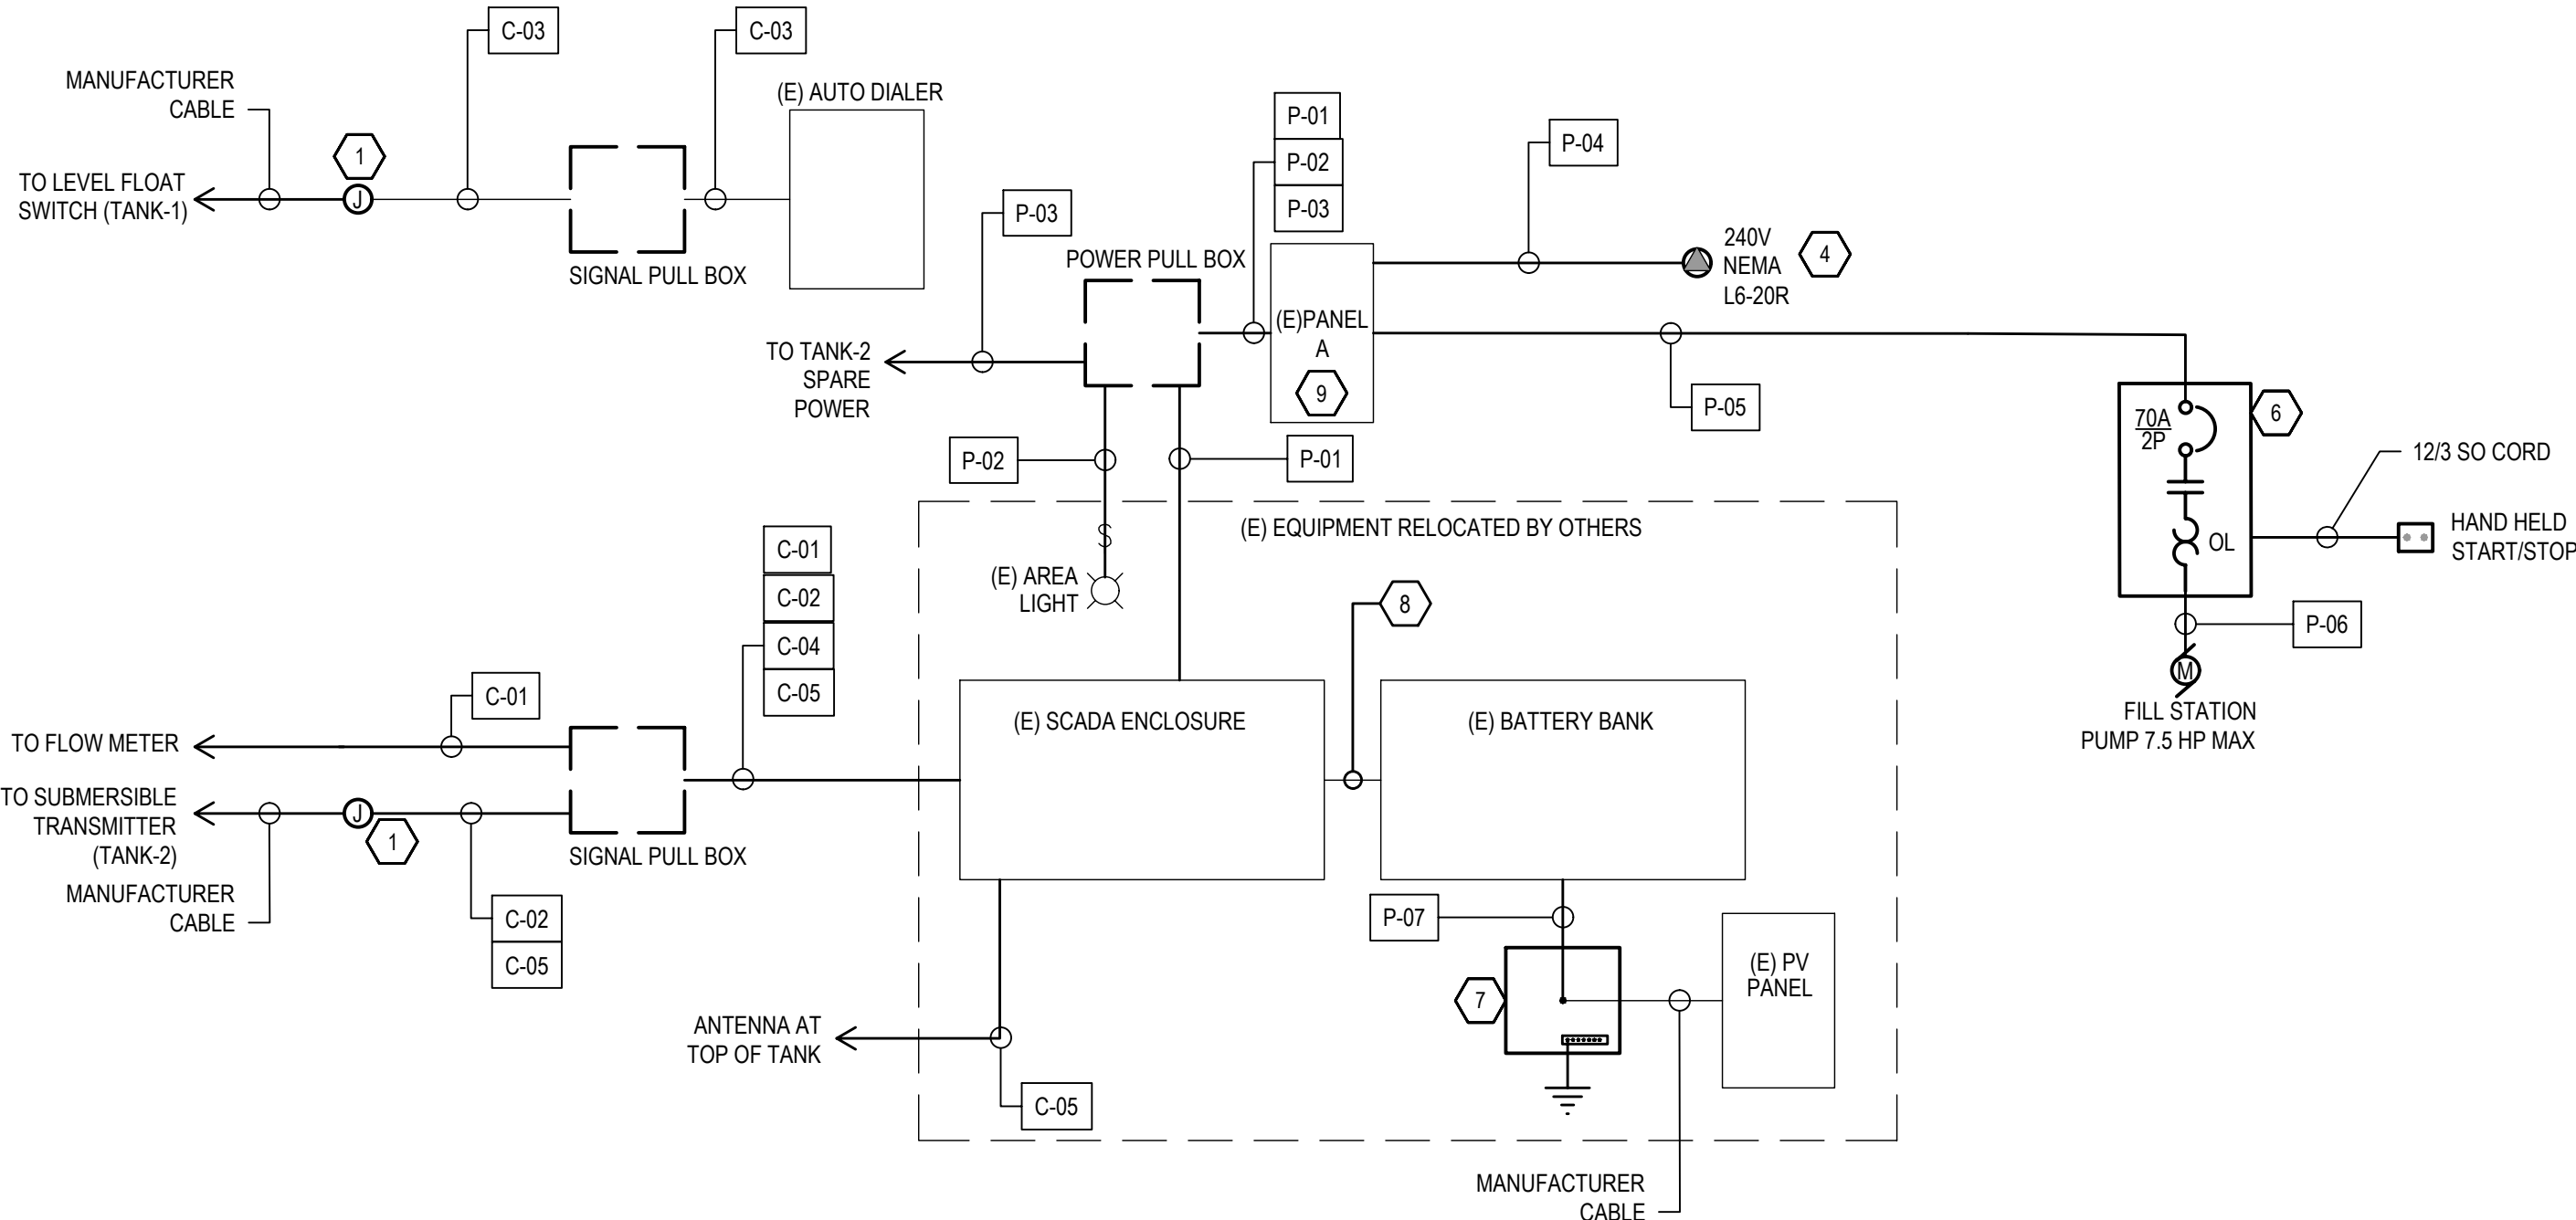 C-03
C-03
MANUFACTURER
CABLE
1
TO LEVEL FLOAT
SWITCH (TANK-1)
J
SIGNAL PULL BOX
(E) AUTO DIALER
P-01
P-02
P-03
P-04
P-03
POWER PULL BOX
(E)PANEL
A
9
240V
NEMA
L6-20R
4
TO TANK-2
SPARE
POWER
P-05
P-02
P-01
70A
2P
OL
6
12/3 SO CORD
HAND HELD
START/STOP
P-06
M
FILL STATION
PUMP 7.5 HP MAX
(E) EQUIPMENT RELOCATED BY OTHERS
S
(E) AREA
LIGHT
C-01
C-02
C-04
C-05
8
C-01
TO FLOW METER
TO SUBMERSIBLE
TRANSMITTER
(TANK-2)
J
1
SIGNAL PULL BOX
MANUFACTURER
CABLE
C-02
C-05
(E) SCADA ENCLOSURE
(E) BATTERY BANK
P-07
7
(E) PV
PANEL
ANTENNA AT
TOP OF TANK
C-05
MANUFACTURER
CABLE